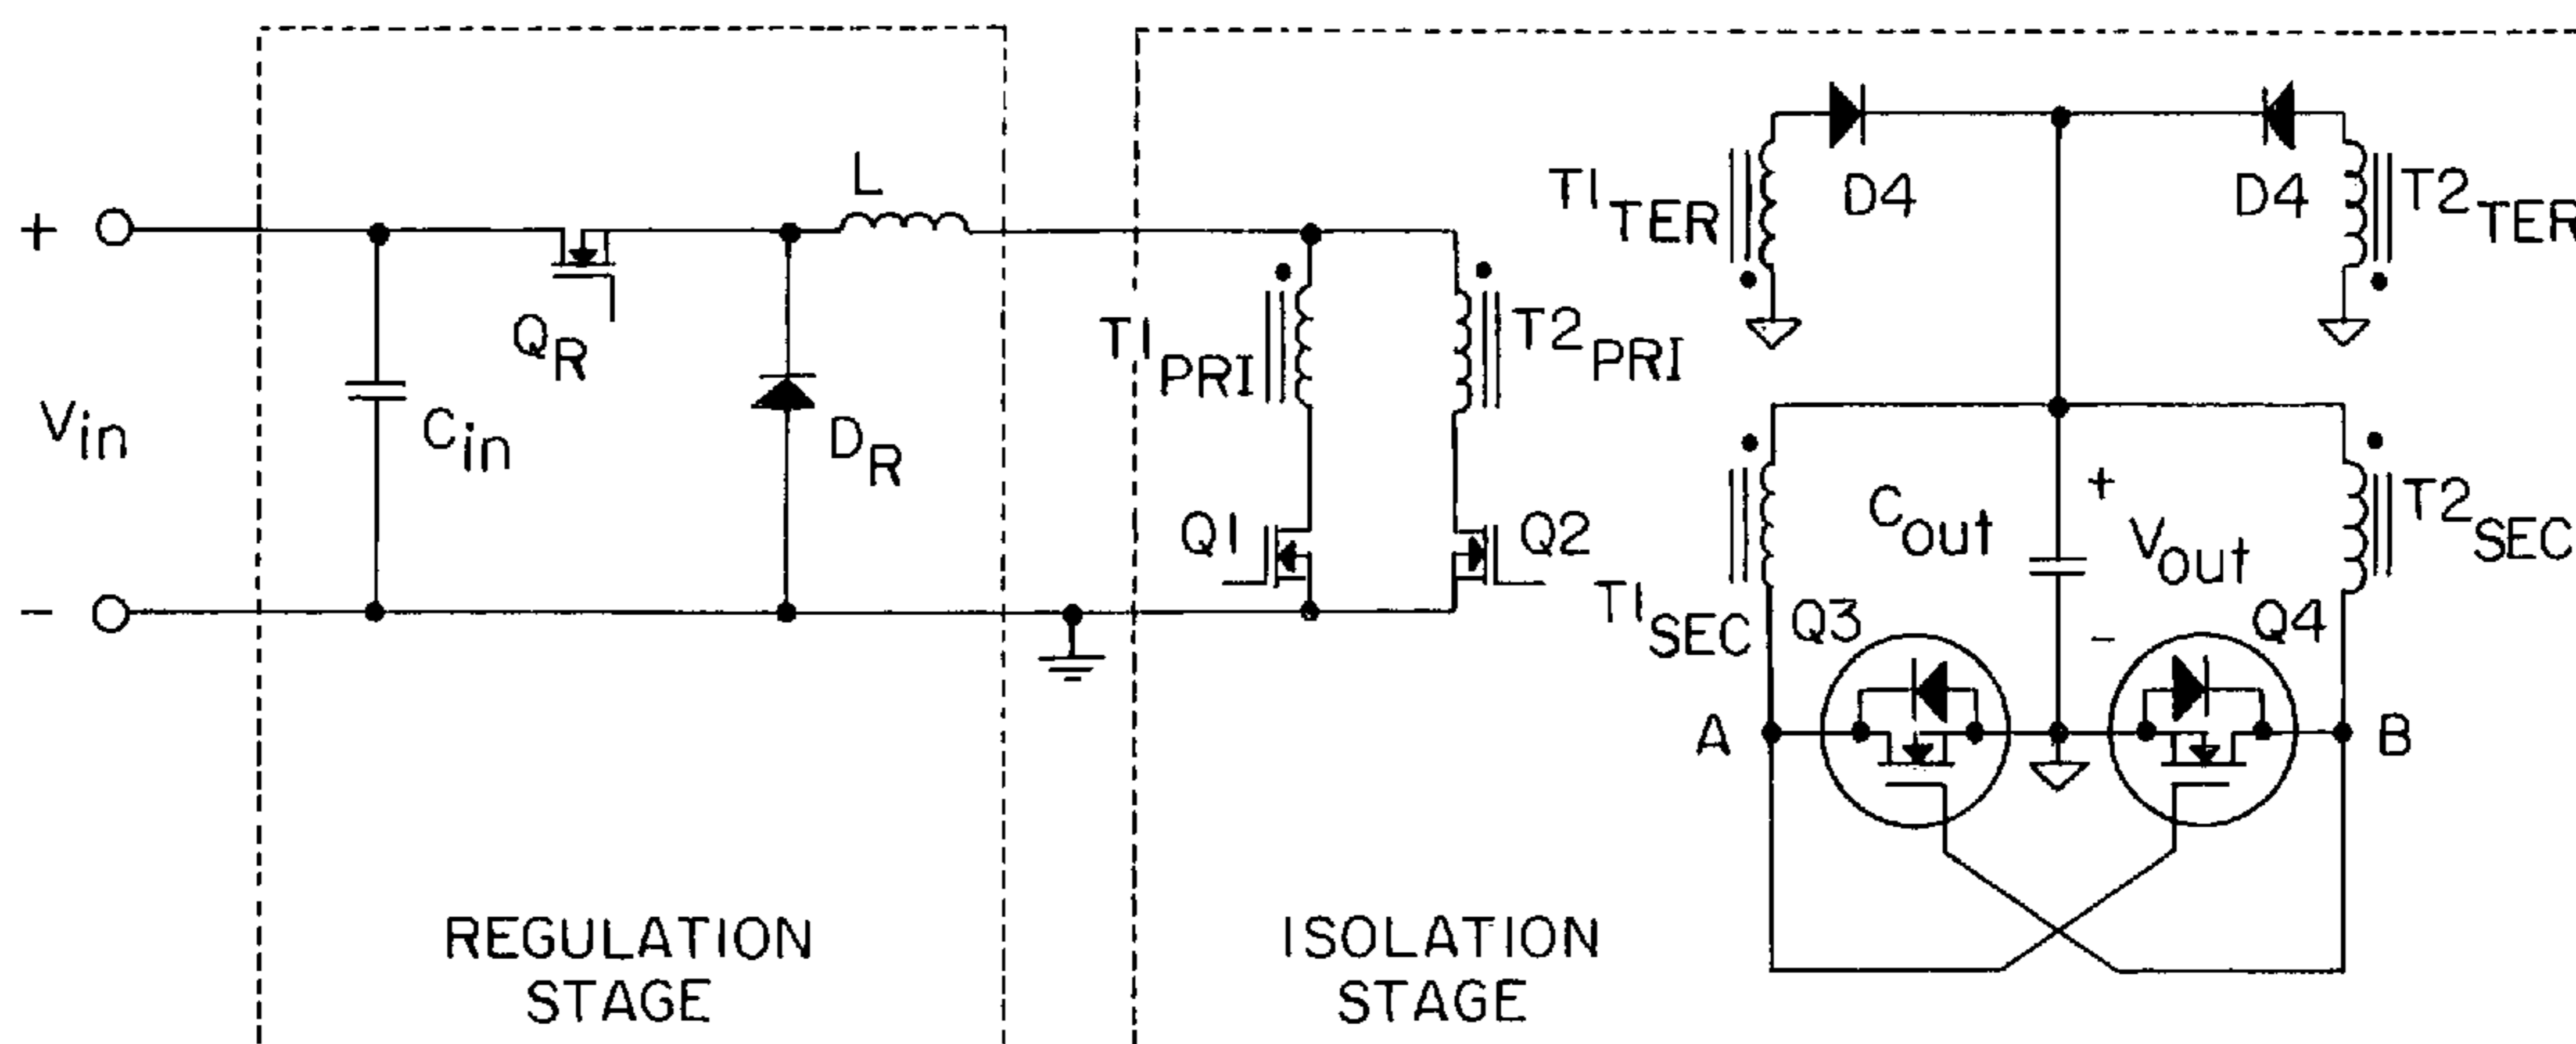 L
T1TER
D4
D4
T2TER
+
QR
T1PRI
T2PRI
Vin
Cin
DR
Q1
Q2
Cout
+
Vout
T2SEC
T1SEC
Q3
Q4
-
-
A
B
REGULATION
STAGE
ISOLATION
STAGE